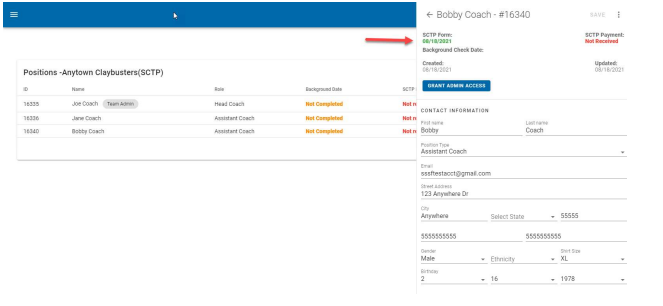 ← Bobby Coach - #16340 SAVE
SCTP Form: SCTP Payment:
08/18/2021 Not Received
Background Check Date:
Created: Updated:
08/18/2021 08/18/2021
GRANT ADMIN ACCESS
Positions -Anytown Claybusters(SCTP)
ID Name Role Background Date SCTP
16335 Joe Coach Team Admin Head Coach Not Completed Not r
16336 Jane Coach Assistant Coach Not Completed Not r
16340 Bobby Coach Assistant Coach Not Completed Not r
CONTACT INFORMATION
First name Last name
Bobby Coach
Position Type
Assistant Coach
Email
sssftestacct@gmail.com
Street address
123 Anywhere Dr
City
Anywhere Select State 55555
5555555555 5555555555
Gender Shirt Size
Male Ethnicity XL
Birthday
2 16 1978